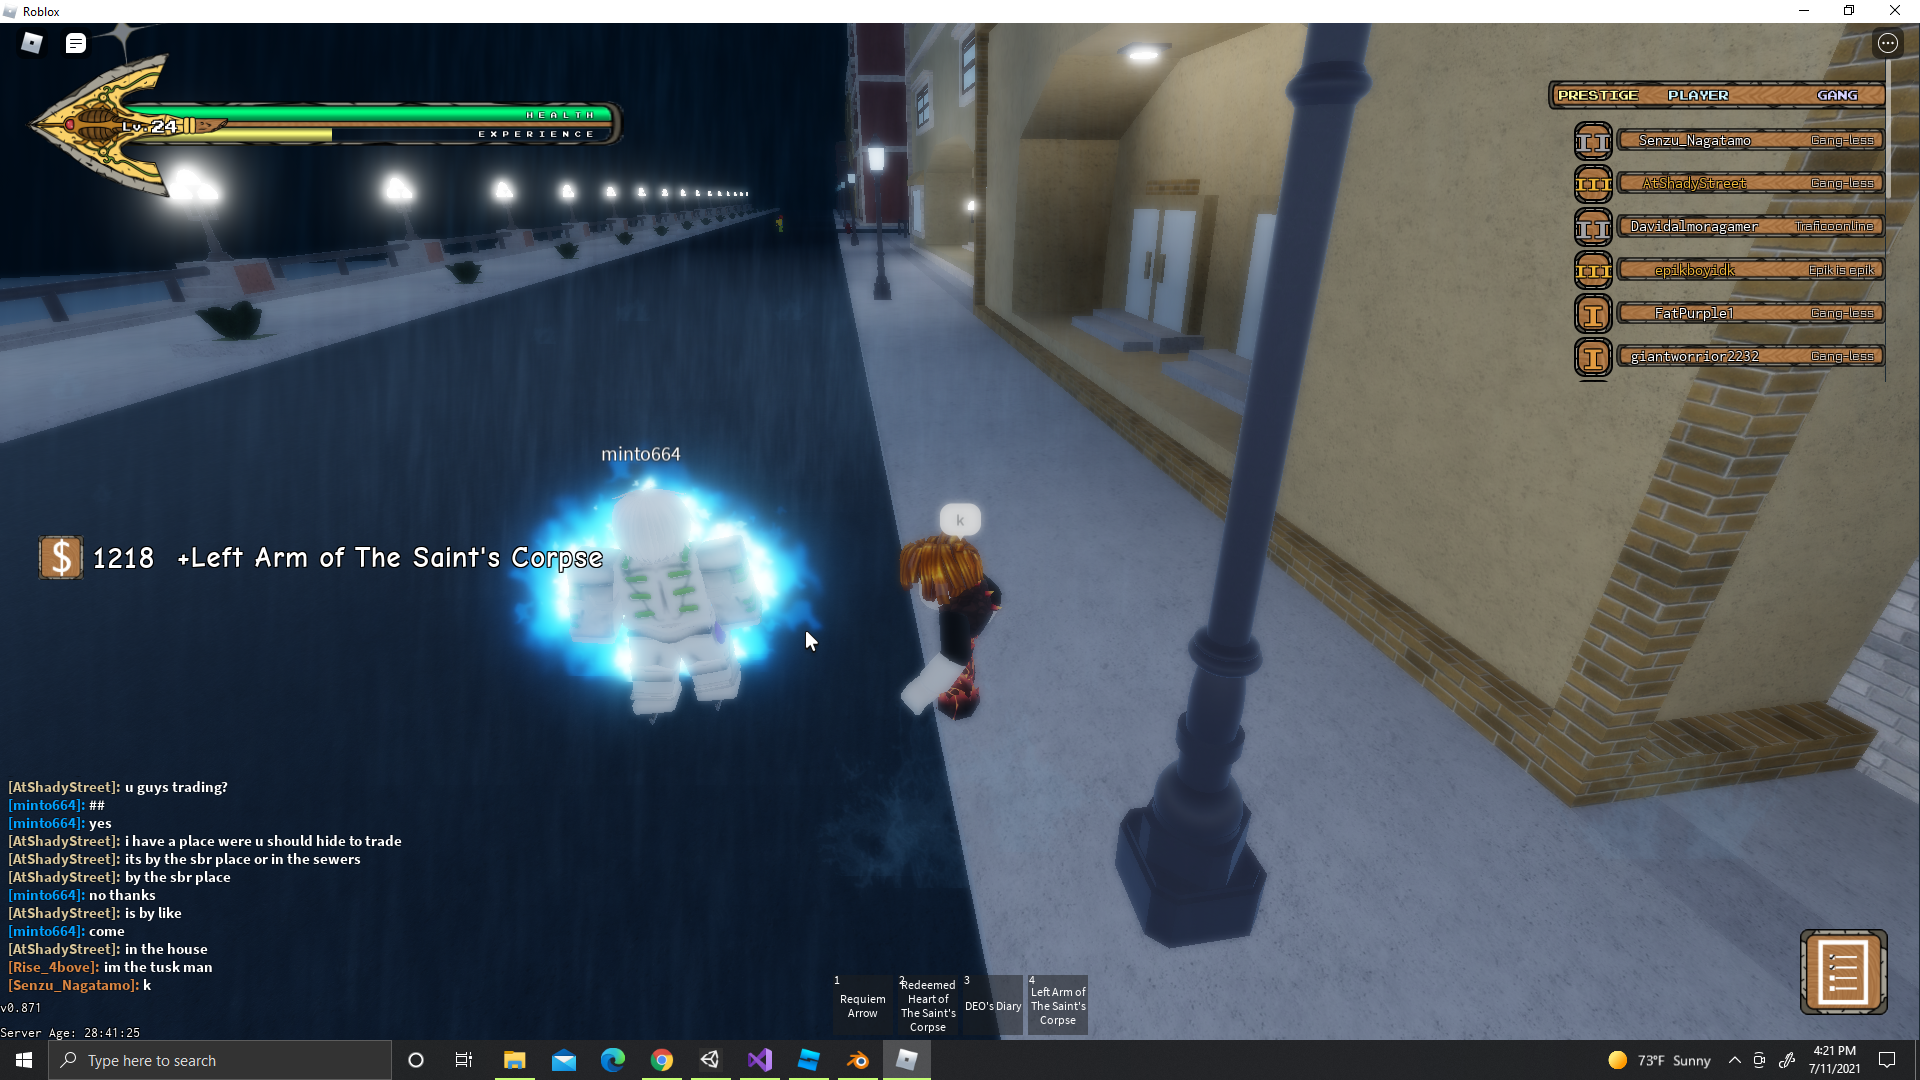 Roblox
Lv.24
HEALTH
EXPERIENCE
PRESTIGE PLAYER GANG
II Senzu_Nagatamo Gang-less
III AtShadyStreet Gang-less
II Davidalmoragamer Traficoonline
III epikboyidk Epik is epik
I FatPurple1 Gang-less
I giantworrior2232 Gang-less
minto664
k
$ 1218 +Left Arm of The Saint's Corpse
[AtShadyStreet]: u guys trading?
[minto664]: ##
[minto664]: yes
[AtShadyStreet]: i have a place were u should hide to trade
[AtShadyStreet]: its by the sbr place or in the sewers
[AtShadyStreet]: by the sbr place
[minto664]: no thanks
[AtShadyStreet]: is by like
[minto664]: come
[AtShadyStreet]: in the house
[Rise_4bove]: im the tusk man
[Senzu_Nagatamo]: k
v0.871
Server Age: 28:41:25
1
Requiem
Arrow
2
Redeemed
Heart of
The Saint's
Corpse
3
DEO's Diary
4
Left Arm of
The Saint's
Corpse
Type here to search
73°F Sunny
4:21 PM
7/11/2021